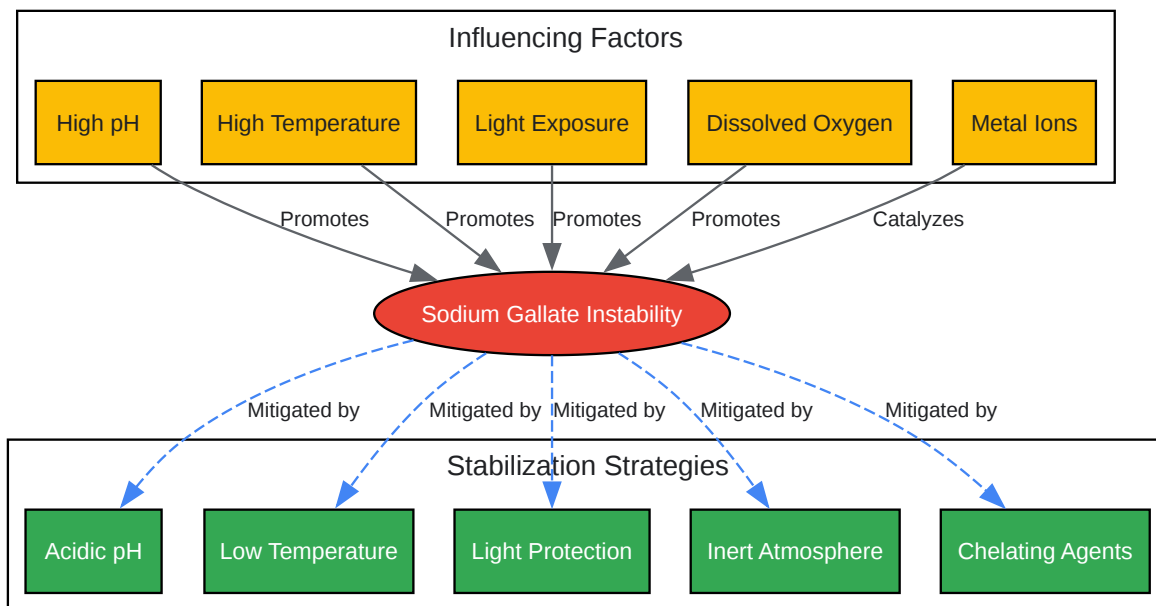 Influencing Factors
High pH
High Temperature
Light Exposure
Dissolved Oxygen
Metal Ions
Promotes
Promotes
Promotes
Promotes
Catalyzes
Sodium Gallate Instability
Mitigated by
Mitigated by
Mitigated by
Mitigated by
Mitigated by
Stabilization Strategies
Acidic pH
Low Temperature
Light Protection
Inert Atmosphere
Chelating Agents